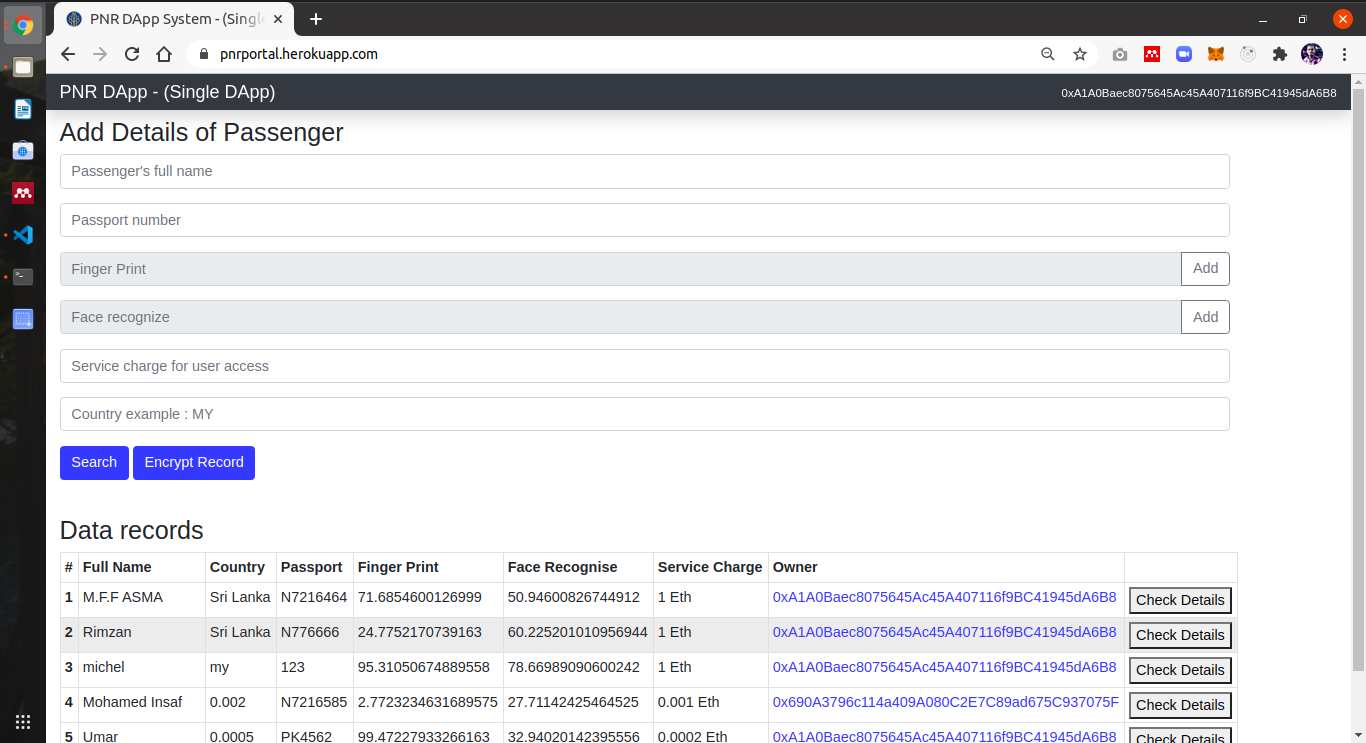 PNR DApp System - (Single
pnrportal.herokuapp.com
PNR DApp - (Single DApp) 0xA1A0Baec8075645Ac45A407116f9BC41945dA6B8
Add Details of Passenger
Passenger's full name
Passport number
Finger Print Add
Face recognize Add
Service charge for user access
Country example : MY
Search Encrypt Record
Data records
# Full Name Country Passport Finger Print Face Recognise Service Charge Owner
1 M.F.F ASMA Sri Lanka N7216464 71.6854600126999 50.94600826744912 1 Eth 0xA1A0Baec8075645Ac45A407116f9BC41945dA6B8 Check Details
2 Rimzan Sri Lanka N776666 24.7752170739163 60.225201010956944 1 Eth 0xA1A0Baec8075645Ac45A407116f9BC41945dA6B8 Check Details
3 michel my 123 95.31050674889558 78.66989090600242 1 Eth 0xA1A0Baec8075645Ac45A407116f9BC41945dA6B8 Check Details
4 Mohamed Insaf 0.002 N7216585 2.7723234631689575 27.71142425464525 0.001 Eth 0x690A3796c114a409A080C2E7C89ad675C937075F Check Details
5 Umar 0.0005 PK4562 99.47227933266163 32.94020142395556 0.0002 Eth 0xA1A0Baec8075645Ac45A407116f9BC41945dA6B8 Check Details